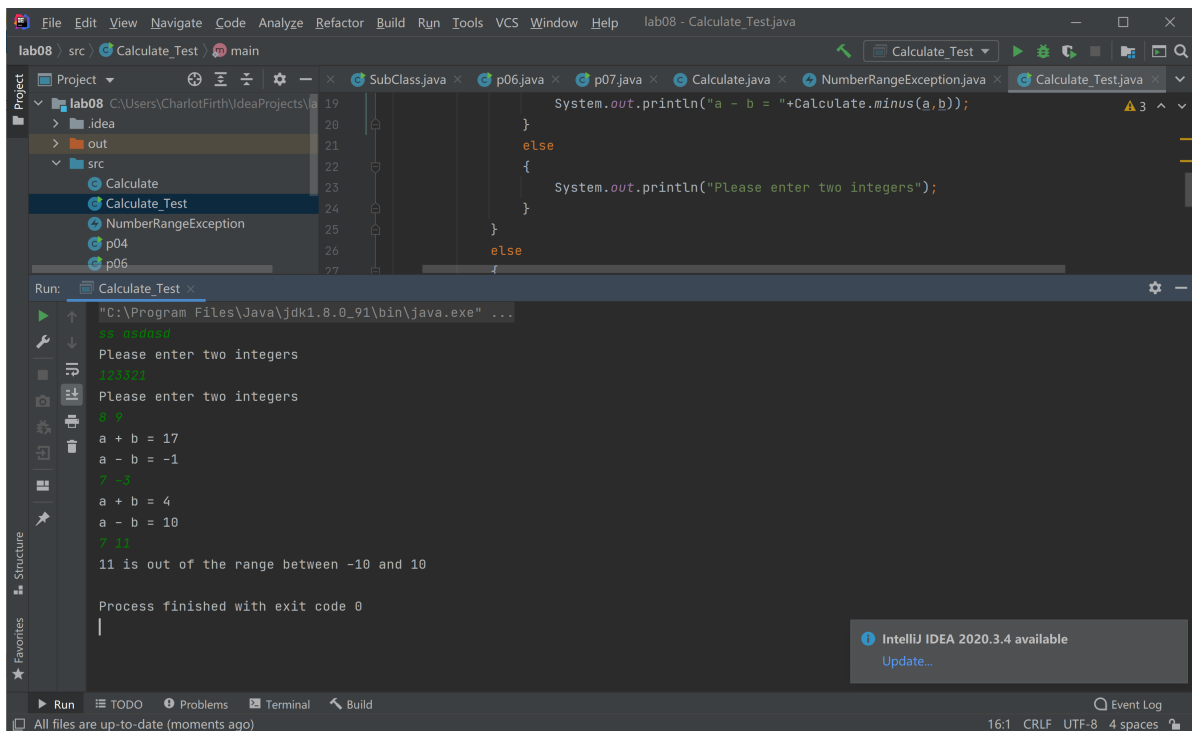 File Edit View Navigate Code Analyze Refactor Build Run Tools VCS Window Help lab08 - Calculate_Test.java
lab08 src Calculate_Test main
Calculate_Test
Project
SubClass.java p06.java p07.java Calculate.java NumberRangeException.java Calculate_Test.java
Project
lab08 C:\Users\CharlotFirth\IdeaProjects\la
.idea
out
src
Calculate
Calculate_Test
NumberRangeException
p04
p06
19 System.out.println("a - b = "+Calculate.minus(a,b));
3
20 }
21 else
22 {
23 System.out.println("Please enter two integers");
24 }
25 }
26 else
27 {
Run: Calculate_Test
"C:\Program Files\Java\jdk1.8.0_91\bin\java.exe" ...
ss asdasd
Please enter two integers
123321
Please enter two integers
8 9
a + b = 17
a - b = -1
7 -3
a + b = 4
a - b = 10
7 11
11 is out of the range between -10 and 10
Process finished with exit code 0
Structure
Favorites
IntelliJ IDEA 2020.3.4 available
Update...
Run TODO Problems Terminal Build Event Log
All files are up-to-date (moments ago) 16:1 CRLF UTF-8 4 spaces